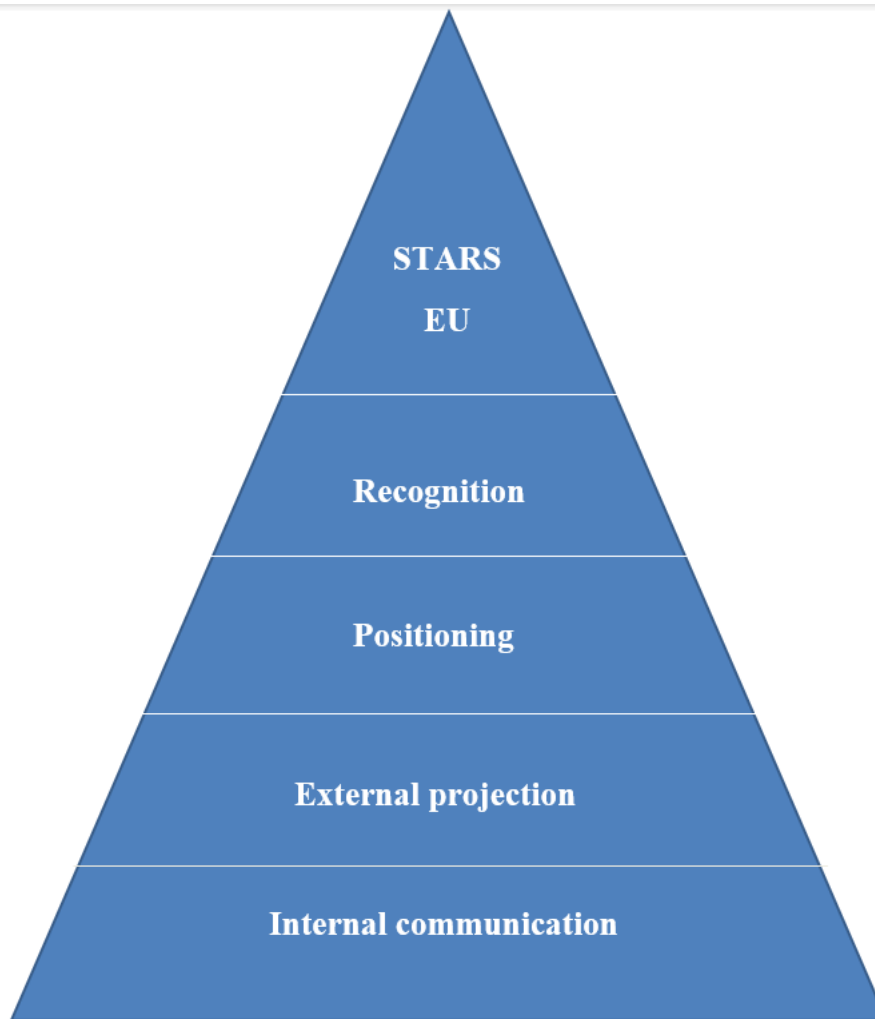 STARS
EU
Recognition
Positioning
External projection
Internal communication